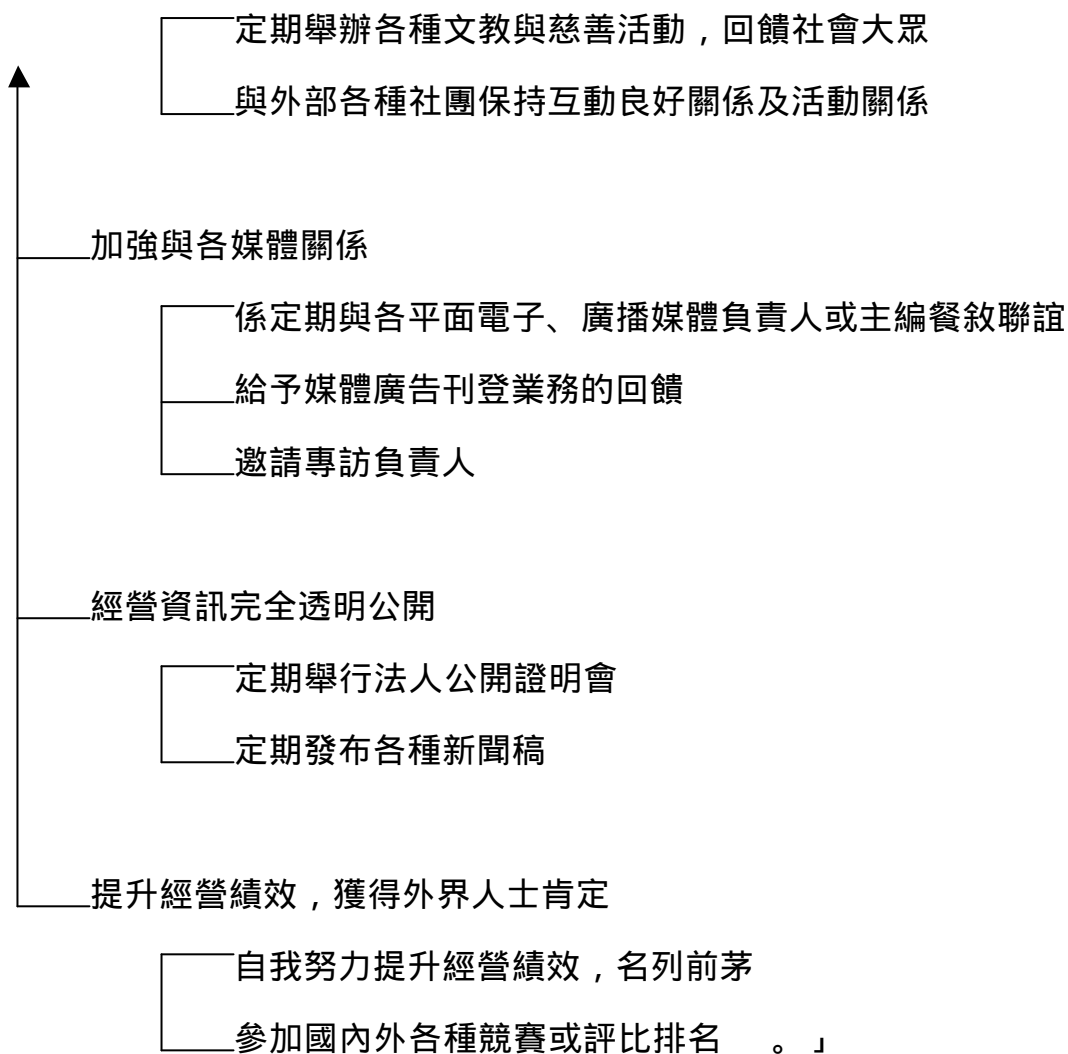 定期舉辦各種文教與慈善活動，回饋社會大眾
與外部各種社團保持互動良好關係及活動關係
加強與各媒體關係
係定期與各平面電子、廣播媒體負責人或主編餐敘聯誼
給予媒體廣告刊登業務的回饋
邀請專訪負責人
經營資訊完全透明公開
定期舉行法人公開證明會
定期發布各種新聞稿
提升經營績效，獲得外界人士肯定
自我努力提升經營績效，名列前茅
參加國內外各種競賽或評比排名　。」